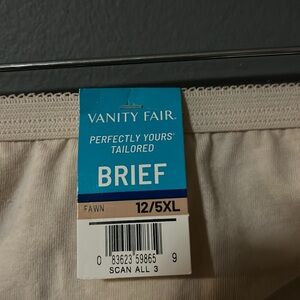 VANITY FAIR®
PERFECTLY YOURS®
TAILORED
BRIEF
FAWN 12/5XL
0 83623 59865 9
SCAN ALL 3